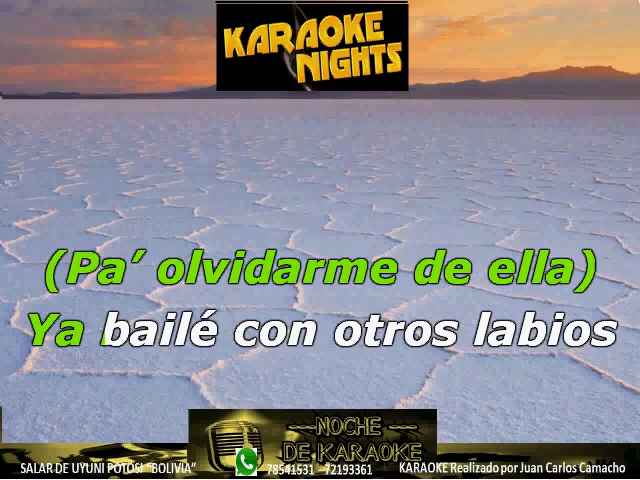 KARAOKE
NIGHTS
(Pa’ olvidarme de ella)
Ya bailé con otros labios
---NOCHE---
DE KARAOKE
SALAR DE UYUNI POTOSI “BOLIVIA” 78541531 - 72193361 KARAOKE Realizado por Juan Carlos Camacho